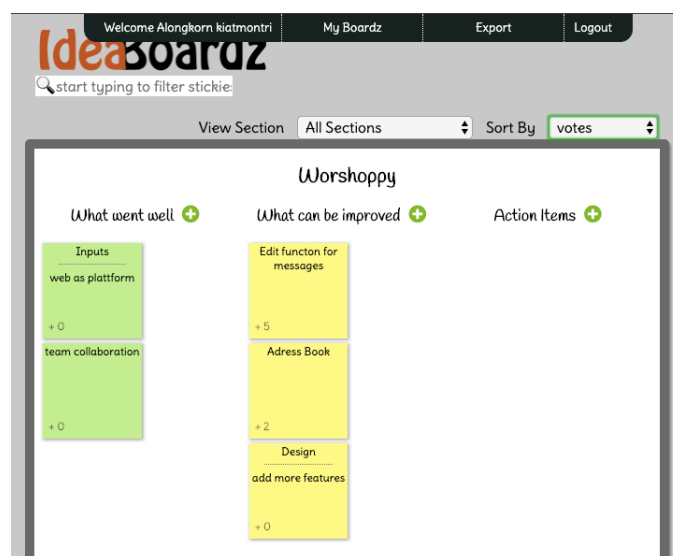 Welcome Alongkorn kiatmontri My Boardz Export Logout
IdeaBoardz
start typing to filter stickie
View Section All Sections Sort By votes
Worshoppy
What went well What can be improved Action Items
Inputs
web as plattform
+ 0
team collaboration
+ 0
Edit functon for
messages
+ 5
Adress Book
+ 2
Design
add more features
+ 0